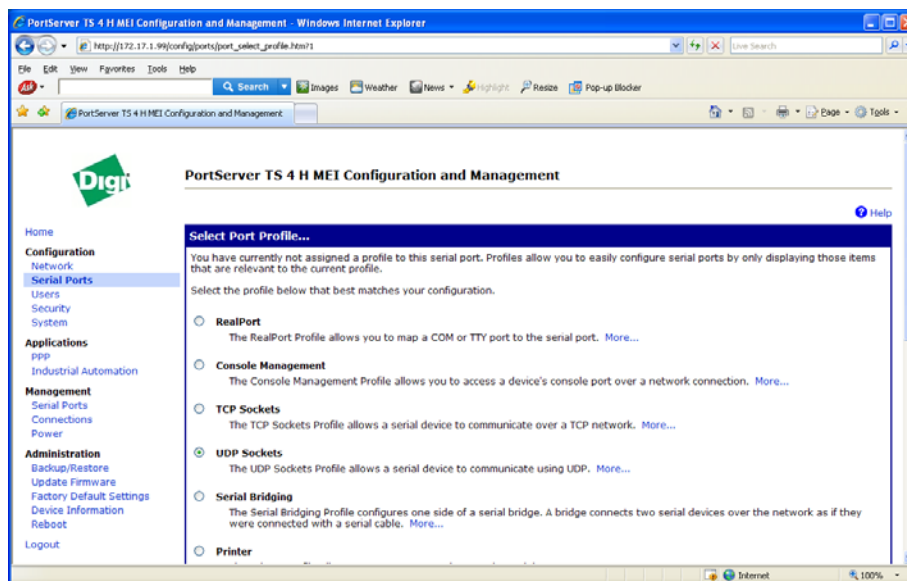 PortServer TS 4 H MEI Configuration and Management - Windows Internet Explorer
http://172.17.1.99/config/ports/port_select_profile.htm?1
Live Search
File Edit View Favorites Tools Help
Ask
Search
Images
Weather
News
Highlight
Resize
Pop-up Blocker
PortServer TS 4 H MEI Configuration and Management
Page
Tools
Digi
PortServer TS 4 H MEI Configuration and Management
Help
Home
Configuration
Network
Serial Ports
Users
Security
System
Applications
PPP
Industrial Automation
Management
Serial Ports
Connections
Power
Administration
Backup/Restore
Update Firmware
Factory Default Settings
Device Information
Reboot
Logout
Select Port Profile...
You have currently not assigned a profile to this serial port. Profiles allow you to easily configure serial ports by only displaying those items
that are relevant to the current profile.
Select the profile below that best matches your configuration.
RealPort
The RealPort Profile allows you to map a COM or TTY port to the serial port. More...
Console Management
The Console Management Profile allows you to access a device's console port over a network connection. More...
TCP Sockets
The TCP Sockets Profile allows a serial device to communicate over a TCP network. More...
UDP Sockets
The UDP Sockets Profile allows a serial device to communicate using UDP. More...
Serial Bridging
The Serial Bridging Profile configures one side of a serial bridge. A bridge connects two serial devices over the network as if they
were connected with a serial cable. More...
Printer
Internet
100%